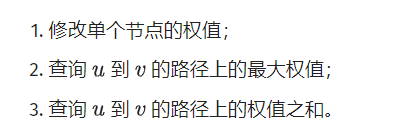 1. 修改单个节点的权值；
2. 查询 u 到 v 的路径上的最大权值；
3. 查询 u 到 v 的路径上的权值之和。